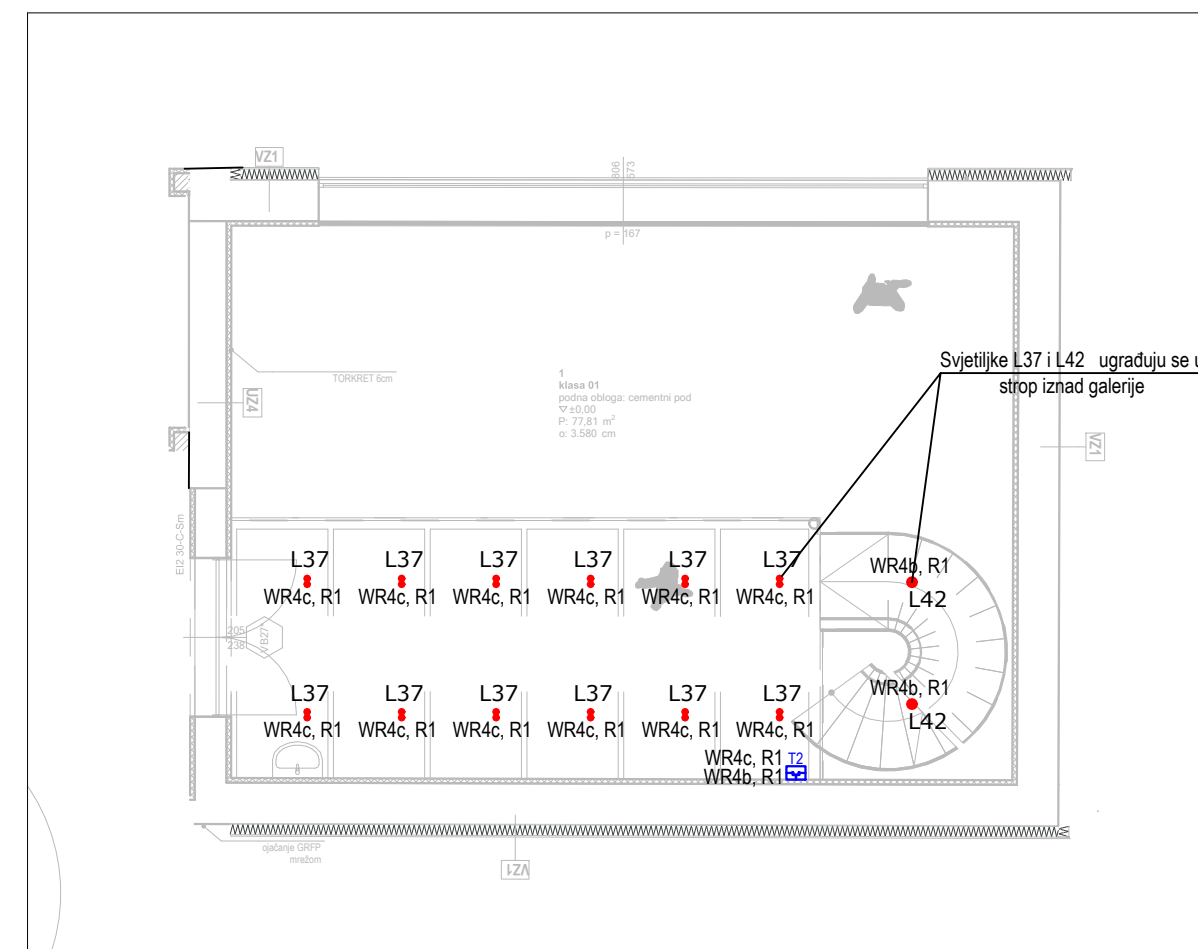 VZ1
806
573
p = 167
TORKRET 6cm
UZ4
1
klasa 01
podna obloga: cementni pod
±0,00
P: 77,81 m²
o: 3.580 cm
Svjetiljke L37 i L42 ugrađuju se u
strop iznad galerije
VZ1
EI2 30-C-Sm
L37 L37 L37 L37 L37 L37
WR4c, R1 WR4c, R1 WR4c, R1 WR4c, R1 WR4c, R1 WR4c, R1
WR4b, R1
L42
205
238
VB27
L37 L37 L37 L37 L37 L37
WR4c, R1 WR4c, R1 WR4c, R1 WR4c, R1 WR4c, R1 WR4c, R1
WR4b, R1
L42
WR4c, R1 T2
WR4b, R1
ojačanje GRFP
mrežom
VZ1